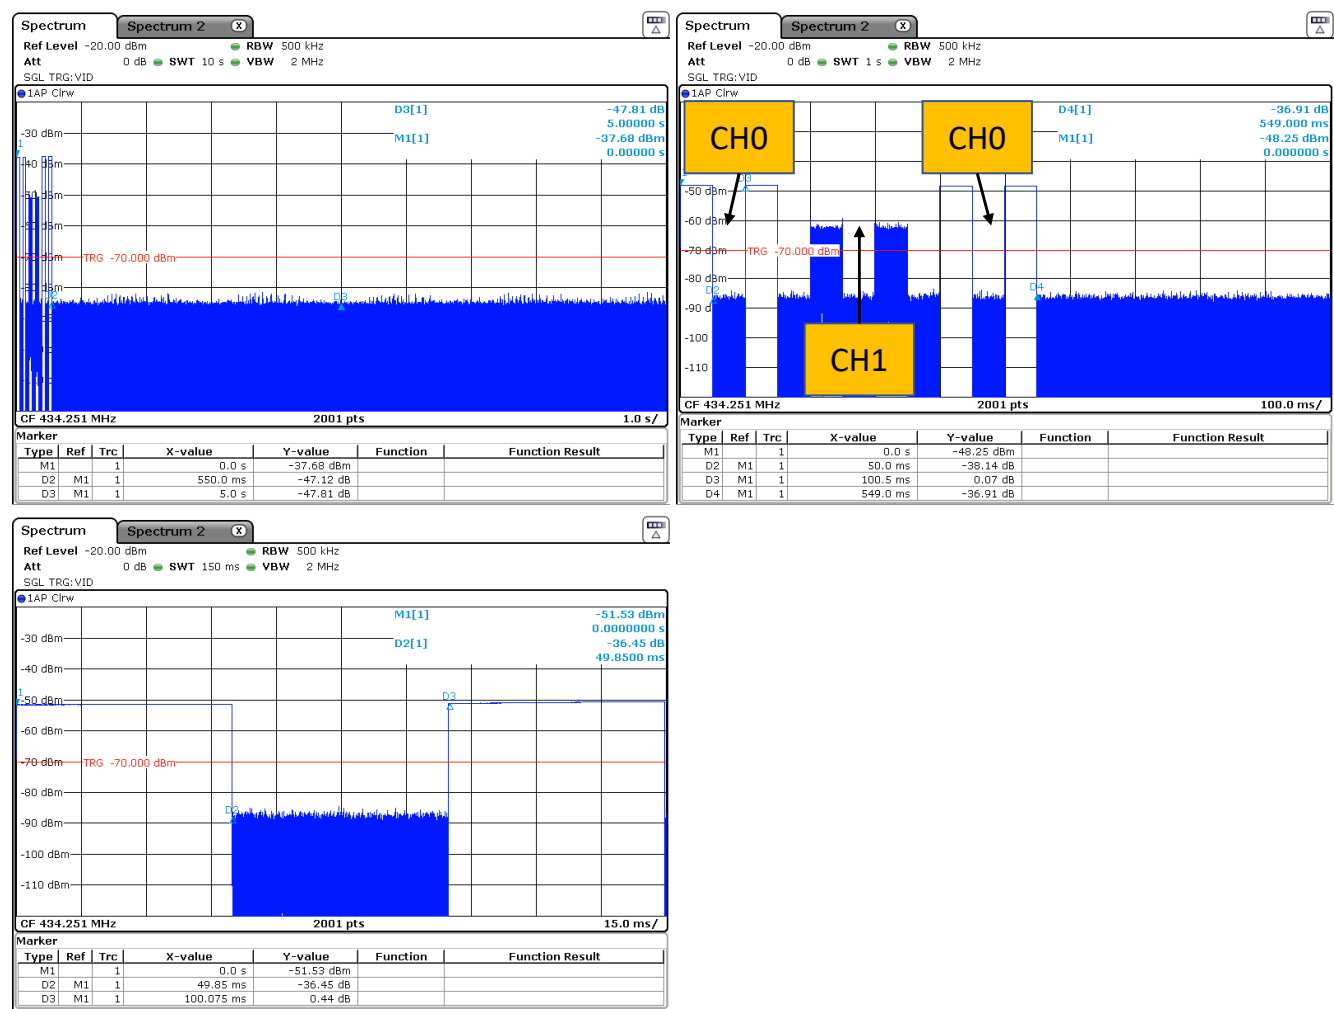 Spectrum Spectrum 2 X
Ref Level -20.00 dBm RBW 500 kHz
Att 0 dB SWT 10 s VBW 2 MHz
SGL TRG:VID
1AP Clrw
D3[1] -47.81 dB
5.00000 s
M1[1] -37.68 dBm
0.00000 s
1
-30 dBm
TRG -70.000 dBm
D3
CF 434.251 MHz 2001 pts 1.0 s/
Marker
Type Ref Trc X-value Y-value Function Function Result
M1 1 0.0 s -37.68 dBm
D2 M1 1 550.0 ms -47.12 dB
D3 M1 1 5.0 s -47.81 dB
Spectrum Spectrum 2 X
Ref Level -20.00 dBm RBW 500 kHz
Att 0 dB SWT 1 s VBW 2 MHz
SGL TRG:VID
1AP Clrw
D4[1] -36.91 dB
549.000 ms
M1[1] -48.25 dBm
0.000000 s
CH0 CH0
D3
-50 dBm
-60 dBm
-70 dBm TRG -70.000 dBm
-80 dBm
D2 D4
-90 d
-100
-110
CH1
CF 434.251 MHz 2001 pts 100.0 ms/
Marker
Type Ref Trc X-value Y-value Function Function Result
M1 1 0.0 s -48.25 dBm
D2 M1 1 50.0 ms -38.14 dB
D3 M1 1 100.5 ms 0.07 dB
D4 M1 1 549.0 ms -36.91 dB
Spectrum Spectrum 2 X
Ref Level -20.00 dBm RBW 500 kHz
Att 0 dB SWT 150 ms VBW 2 MHz
SGL TRG:VID
1AP Clrw
M1[1] -51.53 dBm
0.0000000 s
D2[1] -36.45 dB
49.8500 ms
-30 dBm
-40 dBm
1 D3
-50 dBm
-60 dBm
-70 dBm TRG -70.000 dBm
-80 dBm
D2
-90 dBm
-100 dBm
-110 dBm
CF 434.251 MHz 2001 pts 15.0 ms/
Marker
Type Ref Trc X-value Y-value Function Function Result
M1 1 0.0 s -51.53 dBm
D2 M1 1 49.85 ms -36.45 dB
D3 M1 1 100.075 ms 0.44 dB